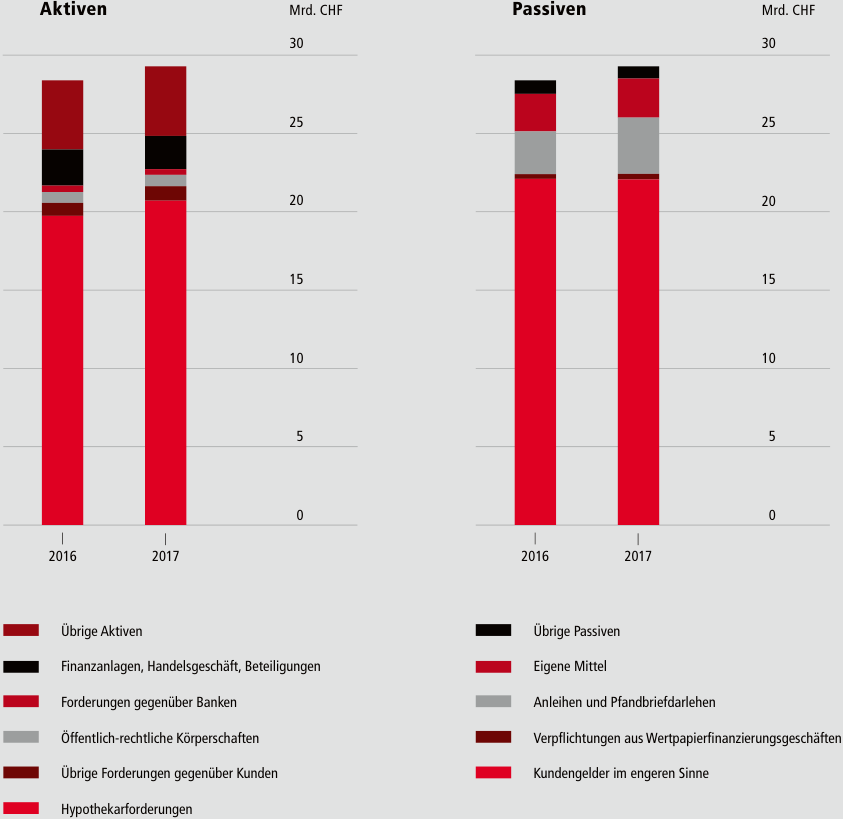 Aktiven
Mrd. CHF
30
25
20
15
10
5
0
2016
2017
Übrige Aktiven
Finanzanlagen, Handelsgeschäft, Beteiligungen
Forderungen gegenüber Banken
Öffentlich-rechtliche Körperschaften
Übrige Forderungen gegenüber Kunden
Hypothekarforderungen
Passiven
Mrd. CHF
30
25
20
15
10
5
0
2016
2017
Übrige Passiven
Eigene Mittel
Anleihen und Pfandbriefdarlehen
Verpflichtungen aus Wertpapierfinanzierungsgeschäften
Kundengelder im engeren Sinne